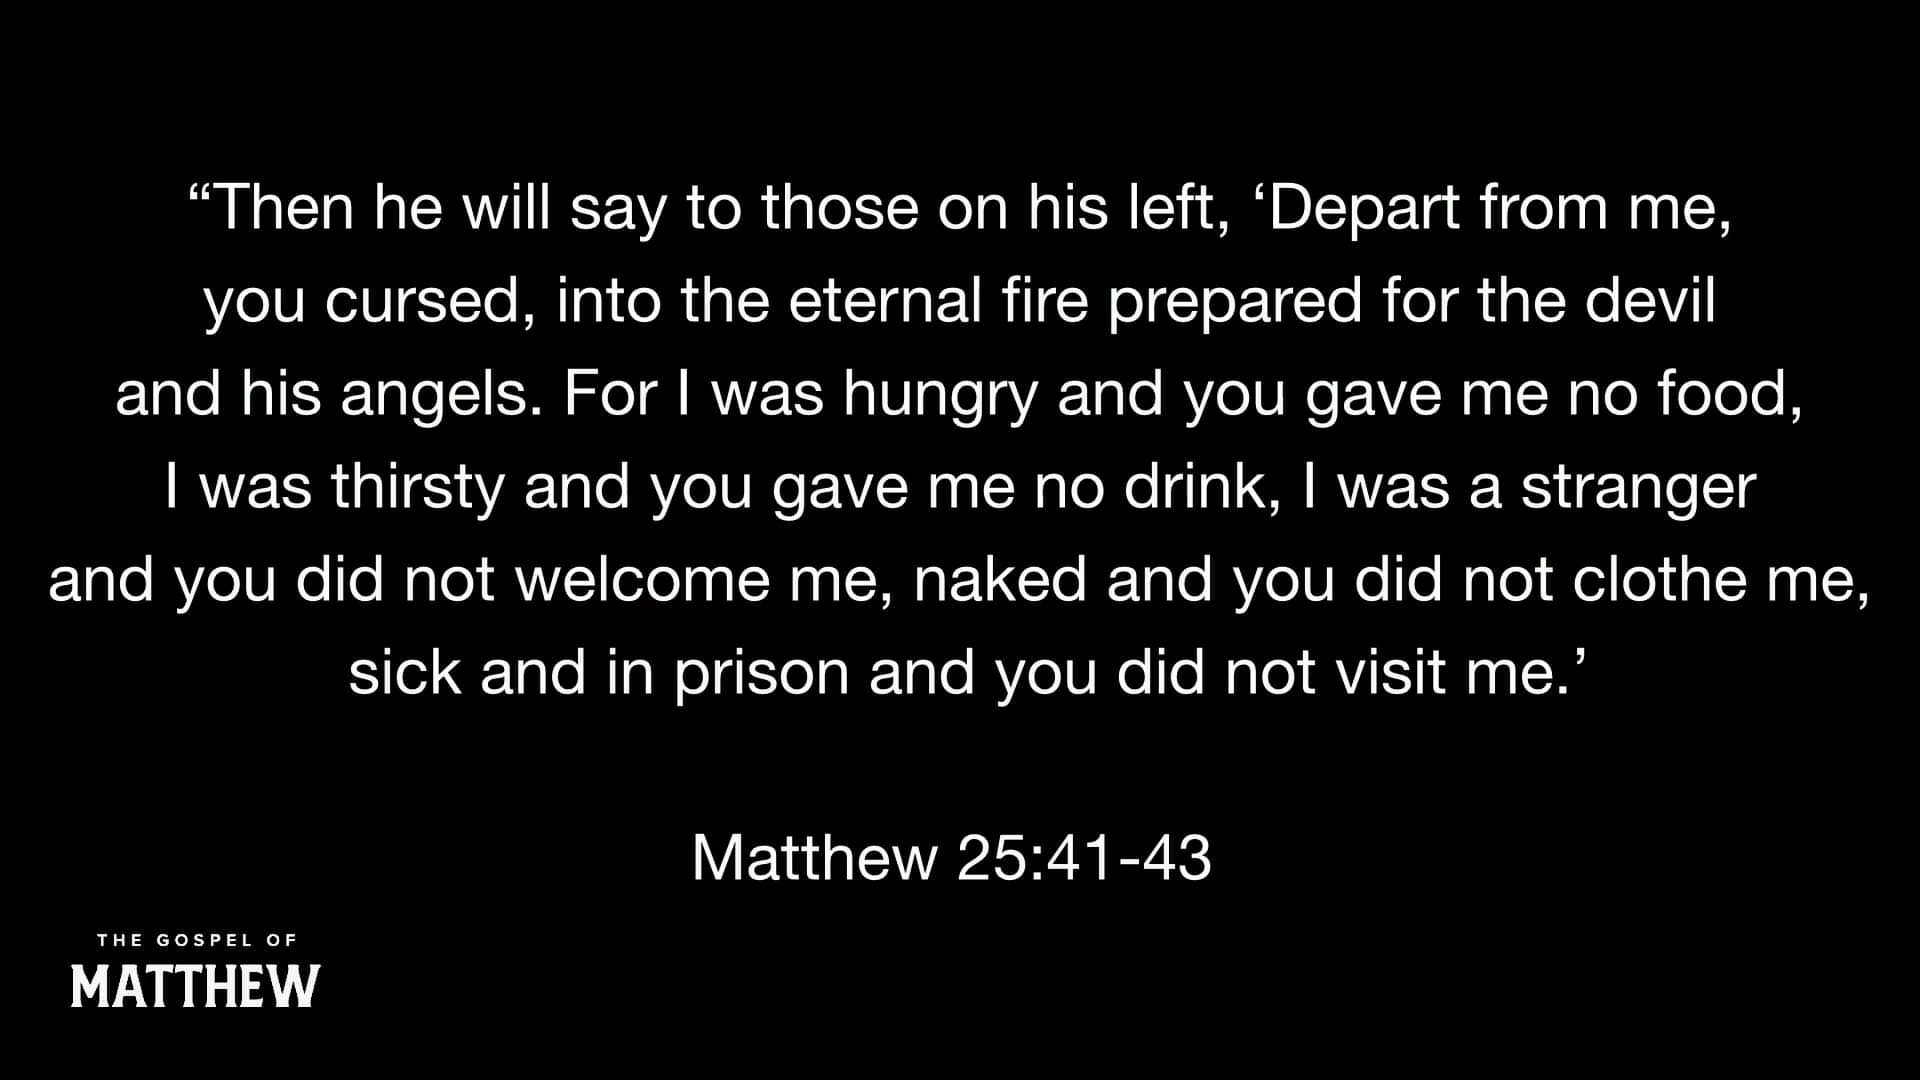 “Then he will say to those on his left, ‘Depart from me,
you cursed, into the eternal fire prepared for the devil
and his angels. For I was hungry and you gave me no food,
I was thirsty and you gave me no drink, I was a stranger
and you did not welcome me, naked and you did not clothe me,
sick and in prison and you did not visit me.’
Matthew 25:41-43
THE GOSPEL OF
MATTHEW